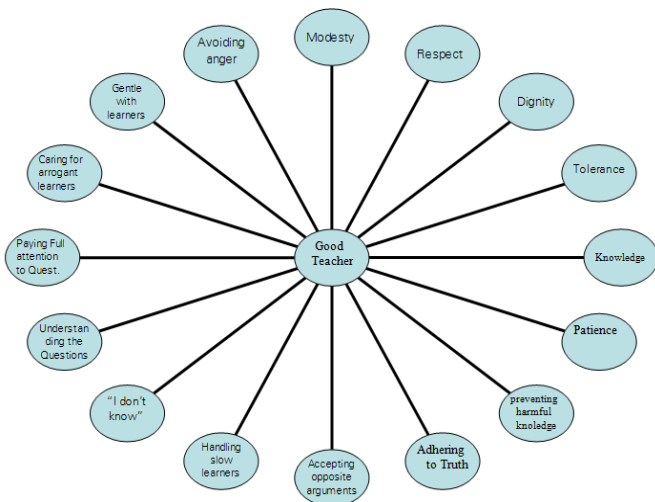 Modesty
Respect
Dignity
Tolerance
Knowledge
Patience
preventing
harmful
knoledge
Adhering
to Truth
Accepting
opposite
arguments
Handling
slow
learners
"I don't
know"
Understan
ding the
Questions
Paying Full
attention
to Quest.
Caring for
arrogant
learners
Gentle
with
learners
Avoiding
anger
Good
Teacher